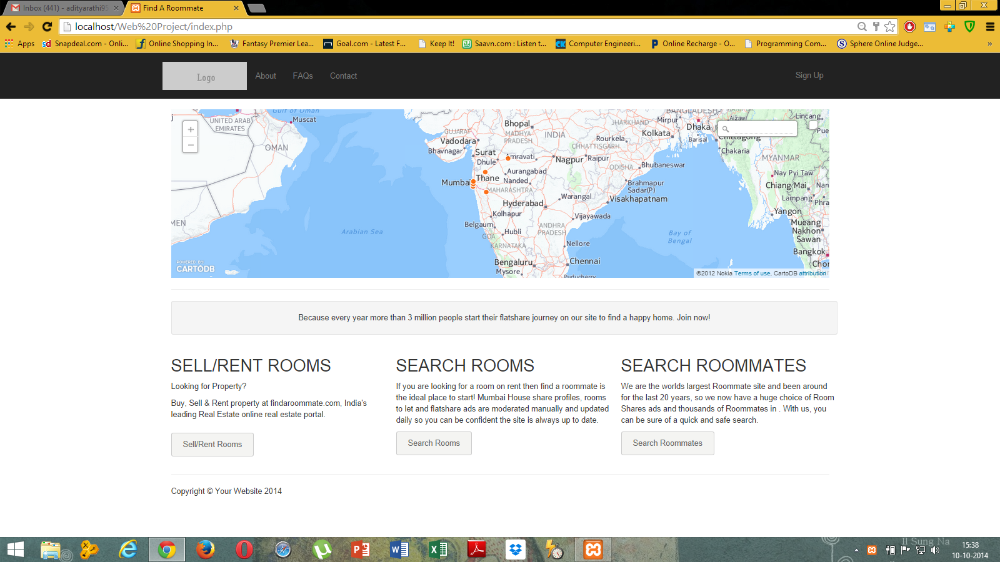 Inbox (441) - adityarathi95
Find A Roommate
localhost/Web%20Project/index.php
Apps
Snapdeal.com - Onli...
Online Shopping In...
Fantasy Premier Lea...
Goal.com - Latest F...
Keep It!
Saavn.com : Listen t...
Computer Engineeri...
Online Recharge - O...
Programming Com...
Sphere Online Judge...
»
Logo
About
FAQs
Contact
Sign Up
Gulf of Oman
Muscat
UNITED ARAB
EMIRATES
OMAN
MEN
Arabian Sea
POWERED BY
CARTODB
Bhopal
GUJARAT
MADHYA
PRADESH
INDIA
Vadodara
Bhavnagar
Surat
Dhule
Amravati
Nagpur
Raipur
JHARKHAND
Rourkela
CHHATTISGARH
Kolkata
Mirpur
BANGLADESH
Dhaka
Barisal
Aizawl
Chittagong
Chakaria
Lincang
Pue
MYANMAR
ODISHA
Bhubaneswar
Aurangabad
Thane
Mumbai
Nanded
MAHARASHTRA
Brahmapur
Sadar(P)
Visakhapatnam
Warangal
Hyderabad
Kolhapur
Vijayawada
Belgaum
Hubli
GOA
KARNATAKA
ANDHRA
PRADESH
Nellore
Bengaluru
Chennai
Mysore
Puducherry
Bay of
Bengal
Nay Pyi Taw
Chiang Mai
Nan
Lampang
Phra
Yangon
Mueang
Nakhon
Sawan
Bangkok
Chor
©2012 Nokia Terms of use, CartoDB attribution
Because every year more than 3 million people start their flatshare journey on our site to find a happy home. Join now!
SELL/RENT ROOMS
Looking for Property?
Buy, Sell & Rent property at findaroommate.com, India's
leading Real Estate online real estate portal.
Sell/Rent Rooms
SEARCH ROOMS
If you are looking for a room on rent then find a roommate is
the ideal place to start! Mumbai House share profiles, rooms
to let and flatshare ads are moderated manually and updated
daily so you can be confident the site is always up to date.
Search Rooms
SEARCH ROOMMATES
We are the worlds largest Roommate site and been around
for the last 20 years, so we now have a huge choice of Room
Shares ads and thousands of Roommates in . With us, you
can be sure of a quick and safe search.
Search Roommates
Copyright © Your Website 2014
Il Sung Na
15:38
10-10-2014